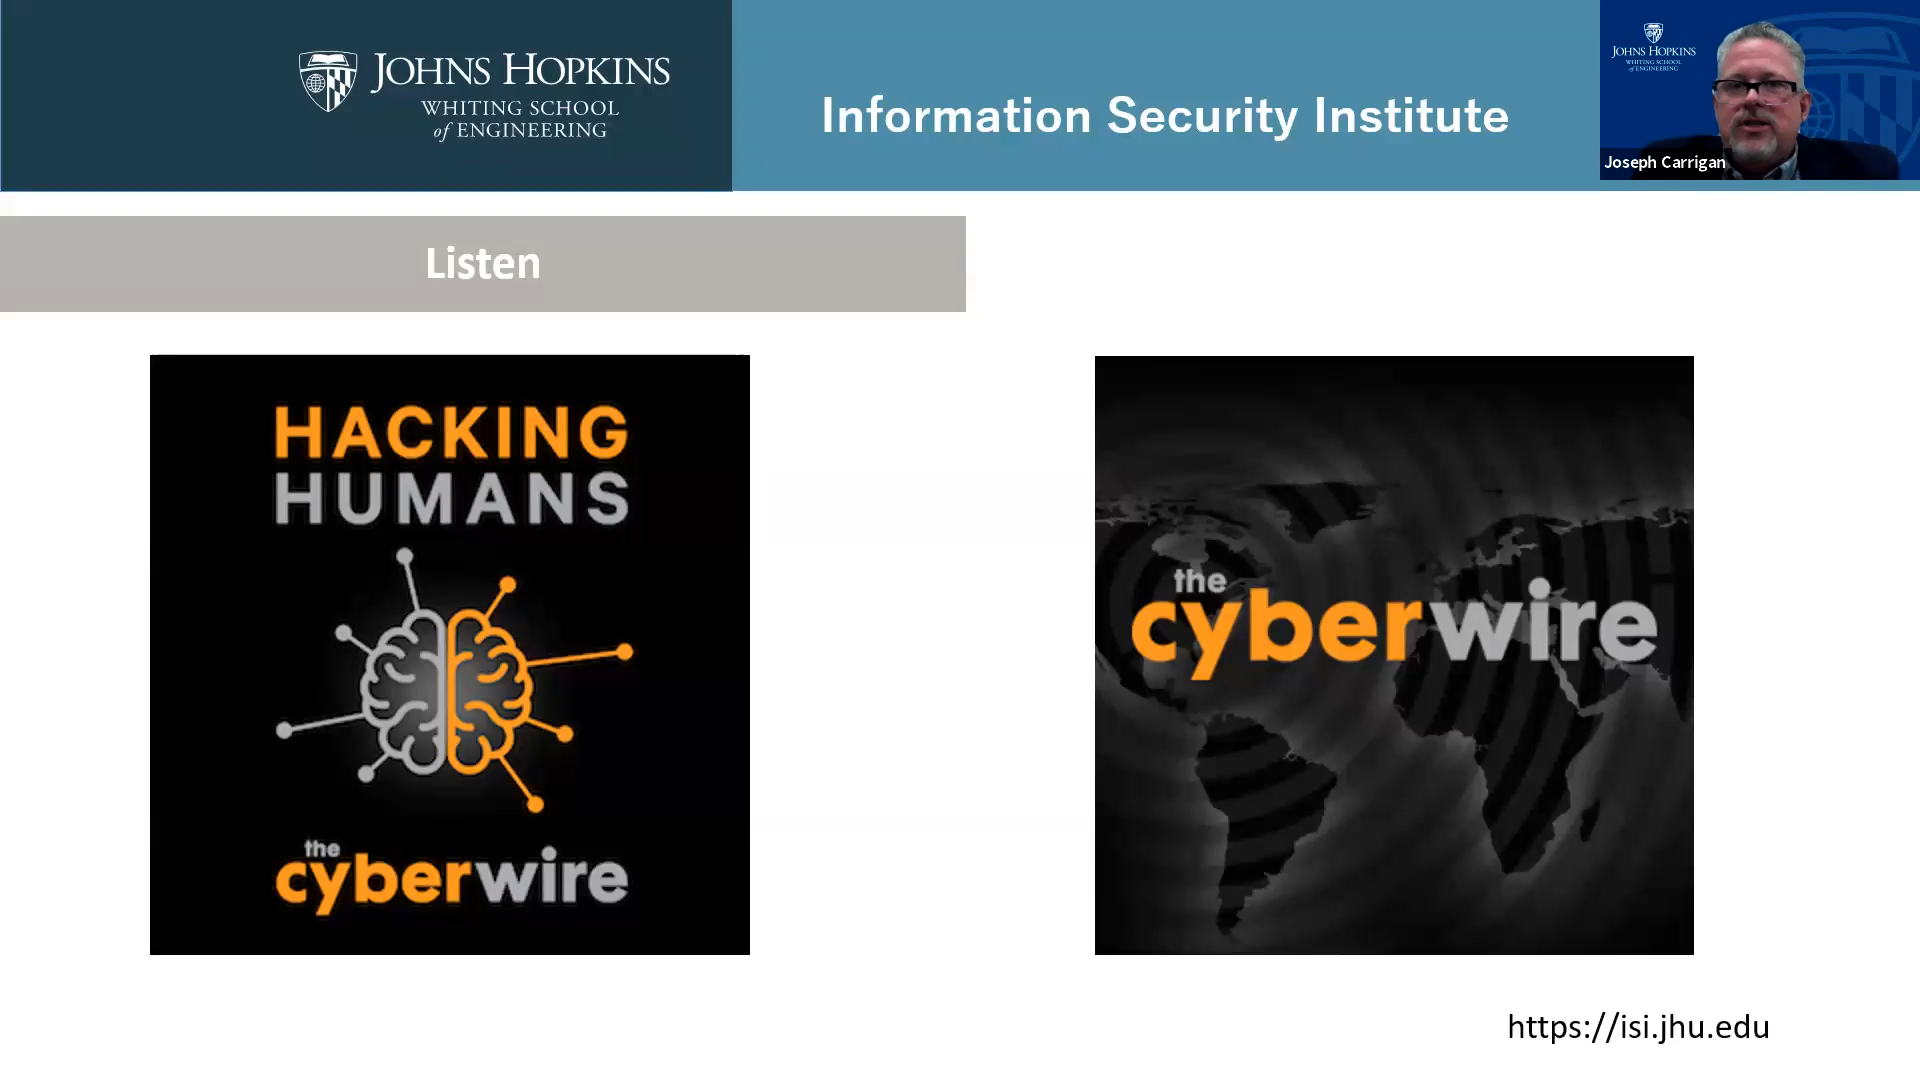 JOHNS HOPKINS
WHITING SCHOOL
of ENGINEERING
Information Security Institute
JOHNS HOPKINS
WHITING SCHOOL
of ENGINEERING
Joseph Carrigan
Listen
HACKING
HUMANS
the
cyberwire
the
cyberwire
https://isi.jhu.edu